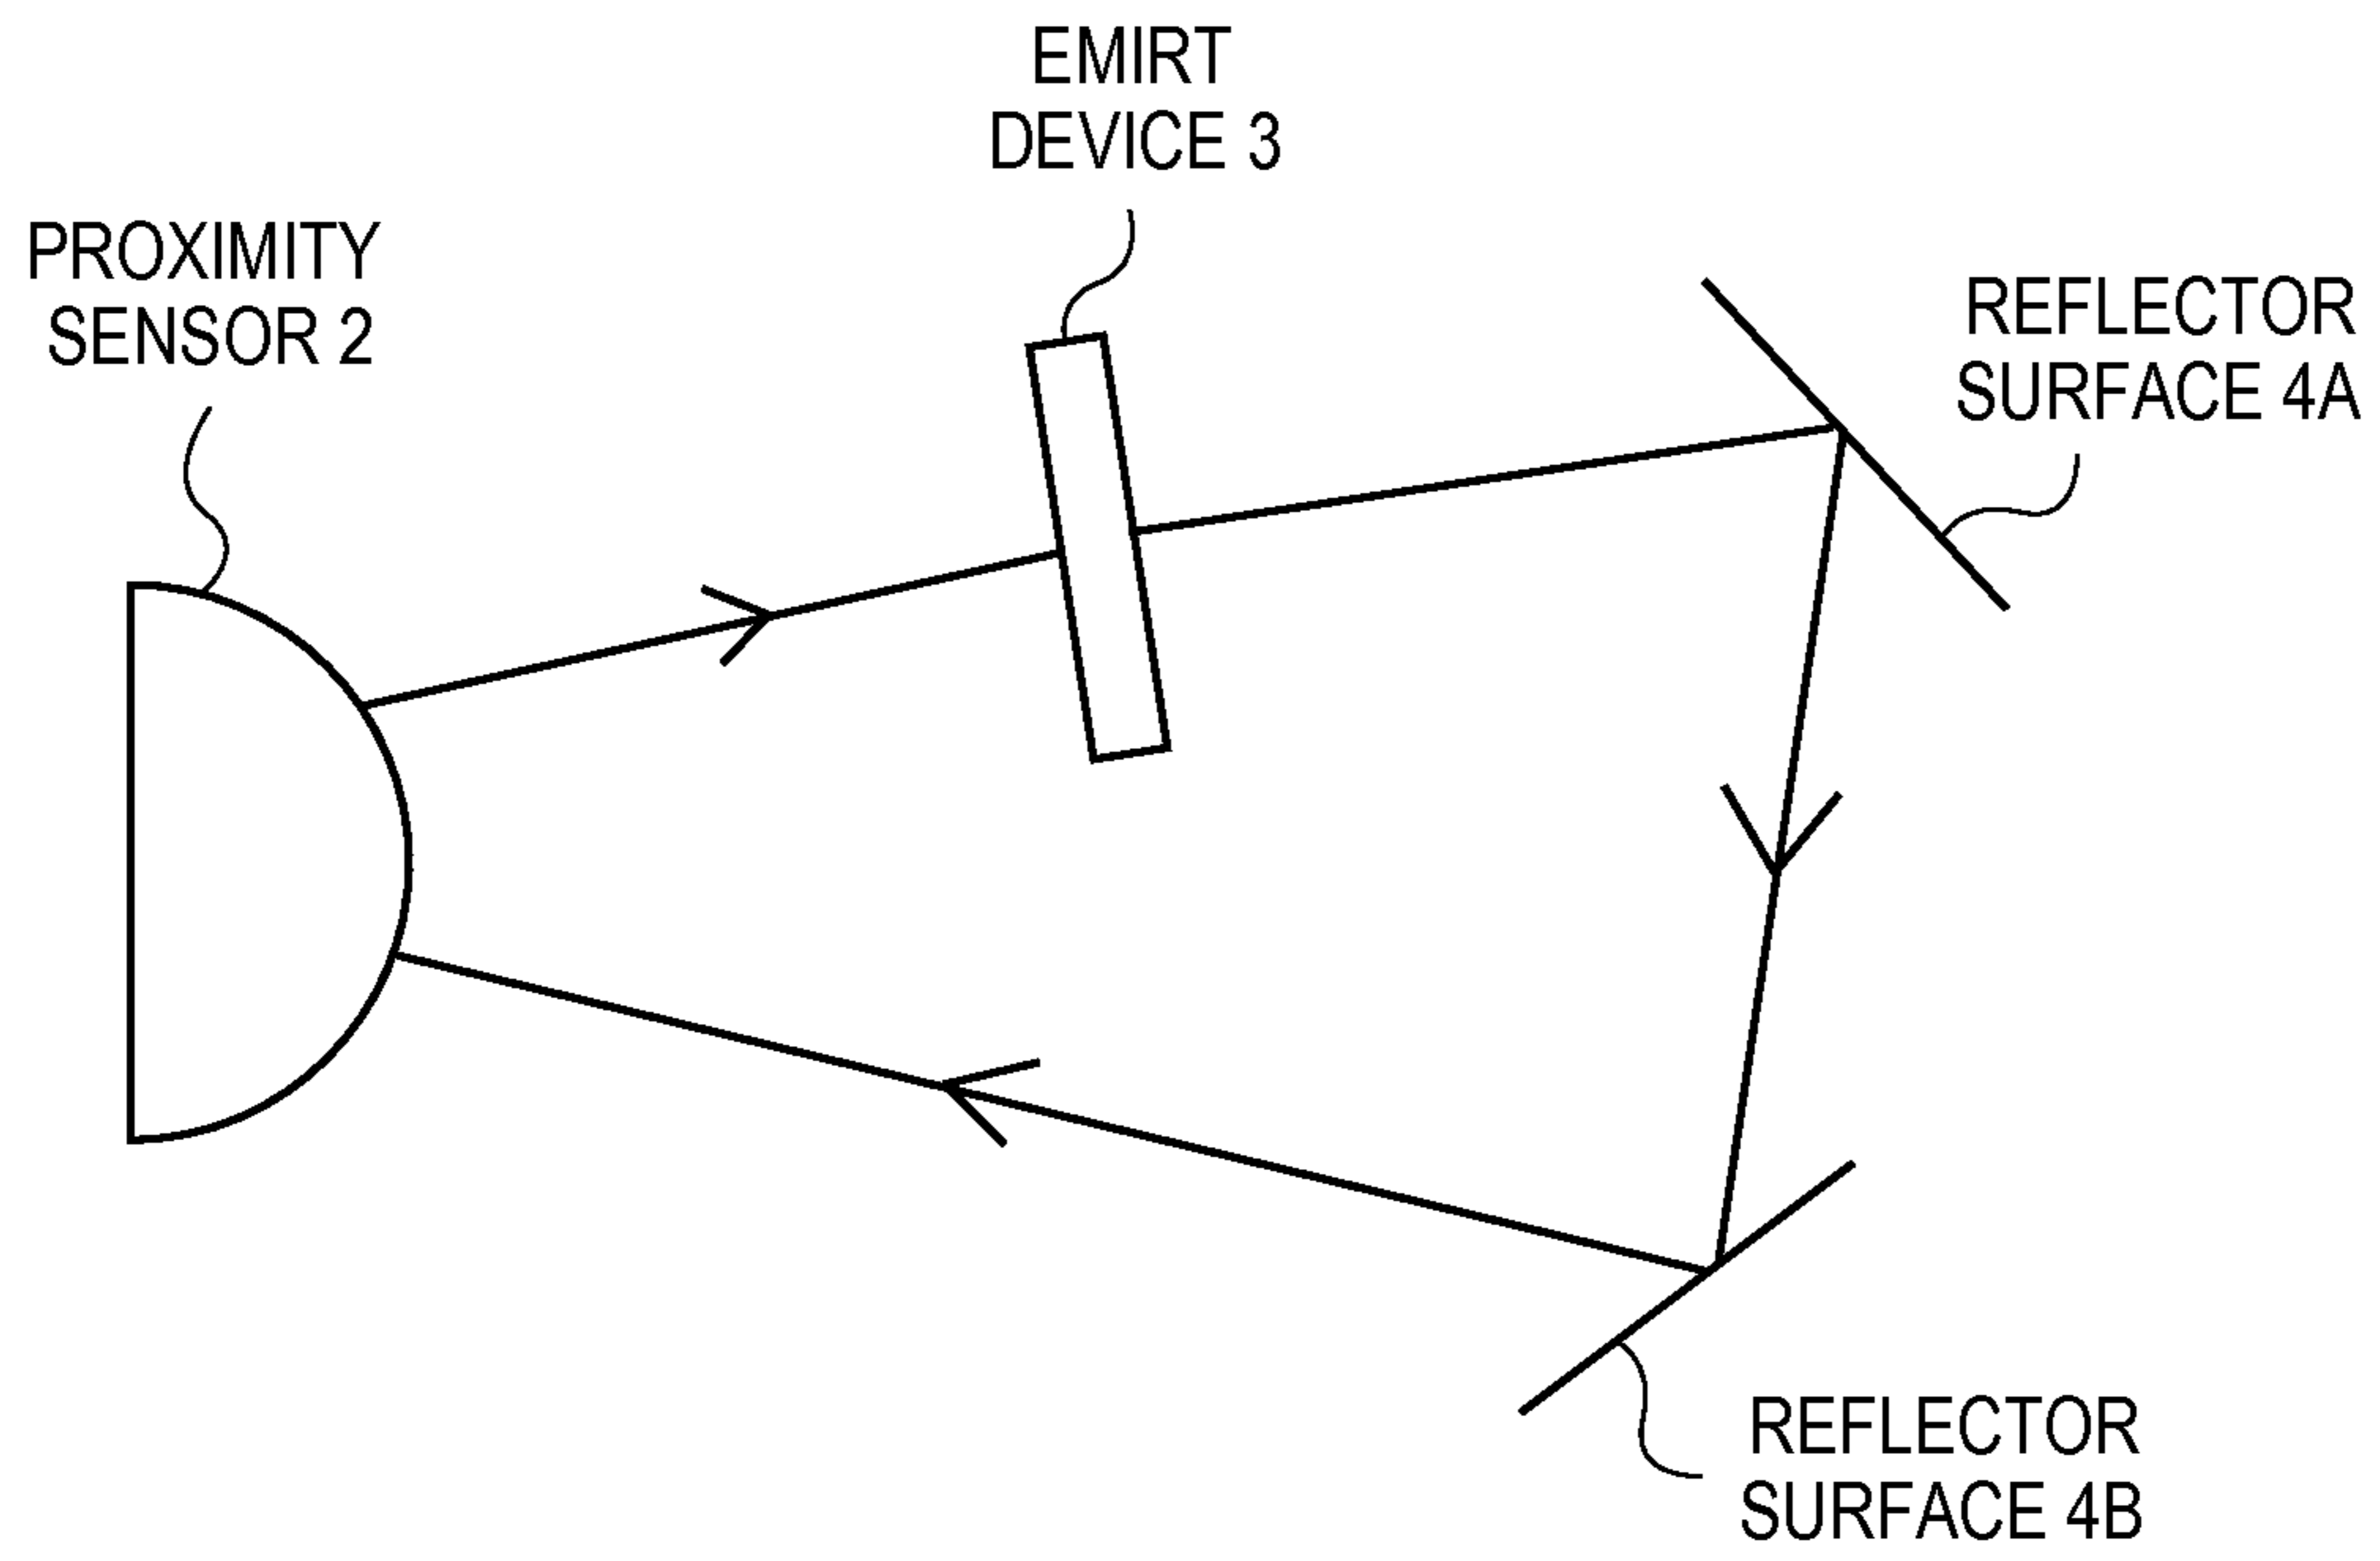 EMIRT
DEVICE 3
PROXIMITY
SENSOR 2
REFLECTOR
SURFACE 4A
REFLECTOR
SURFACE 4B